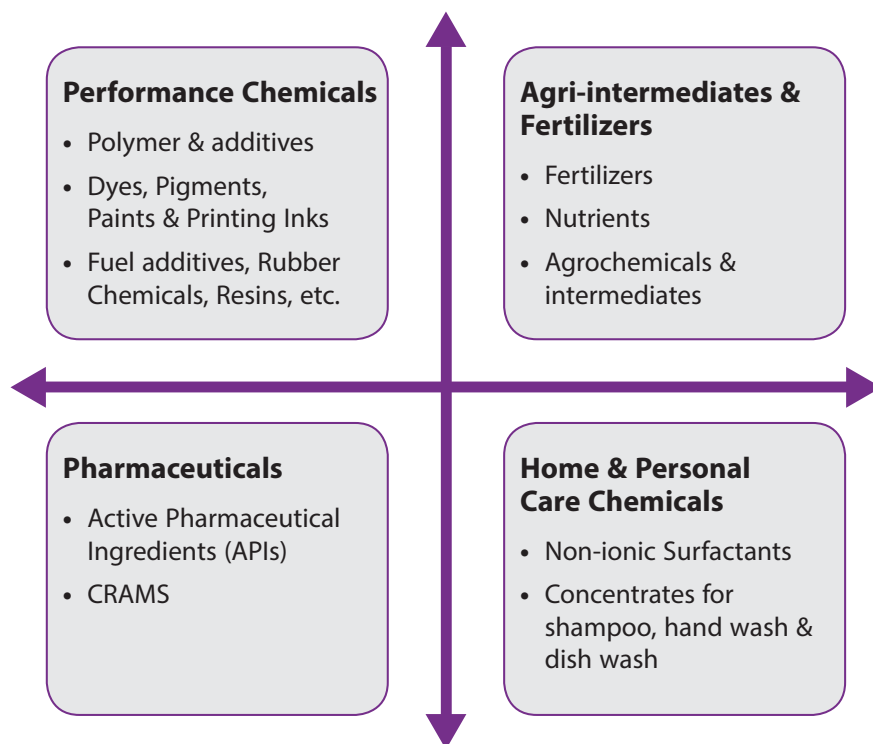 Performance Chemicals
• Polymer & additives
• Dyes, Pigments,
Paints & Printing Inks
• Fuel additives, Rubber
Chemicals, Resins, etc.
Agri-intermediates &
Fertilizers
• Fertilizers
• Nutrients
• Agrochemicals &
intermediates
Pharmaceuticals
• Active Pharmaceutical
Ingredients (APIs)
• CRAMS
Home & Personal
Care Chemicals
• Non-ionic Surfactants
• Concentrates for
shampoo, hand wash &
dish wash